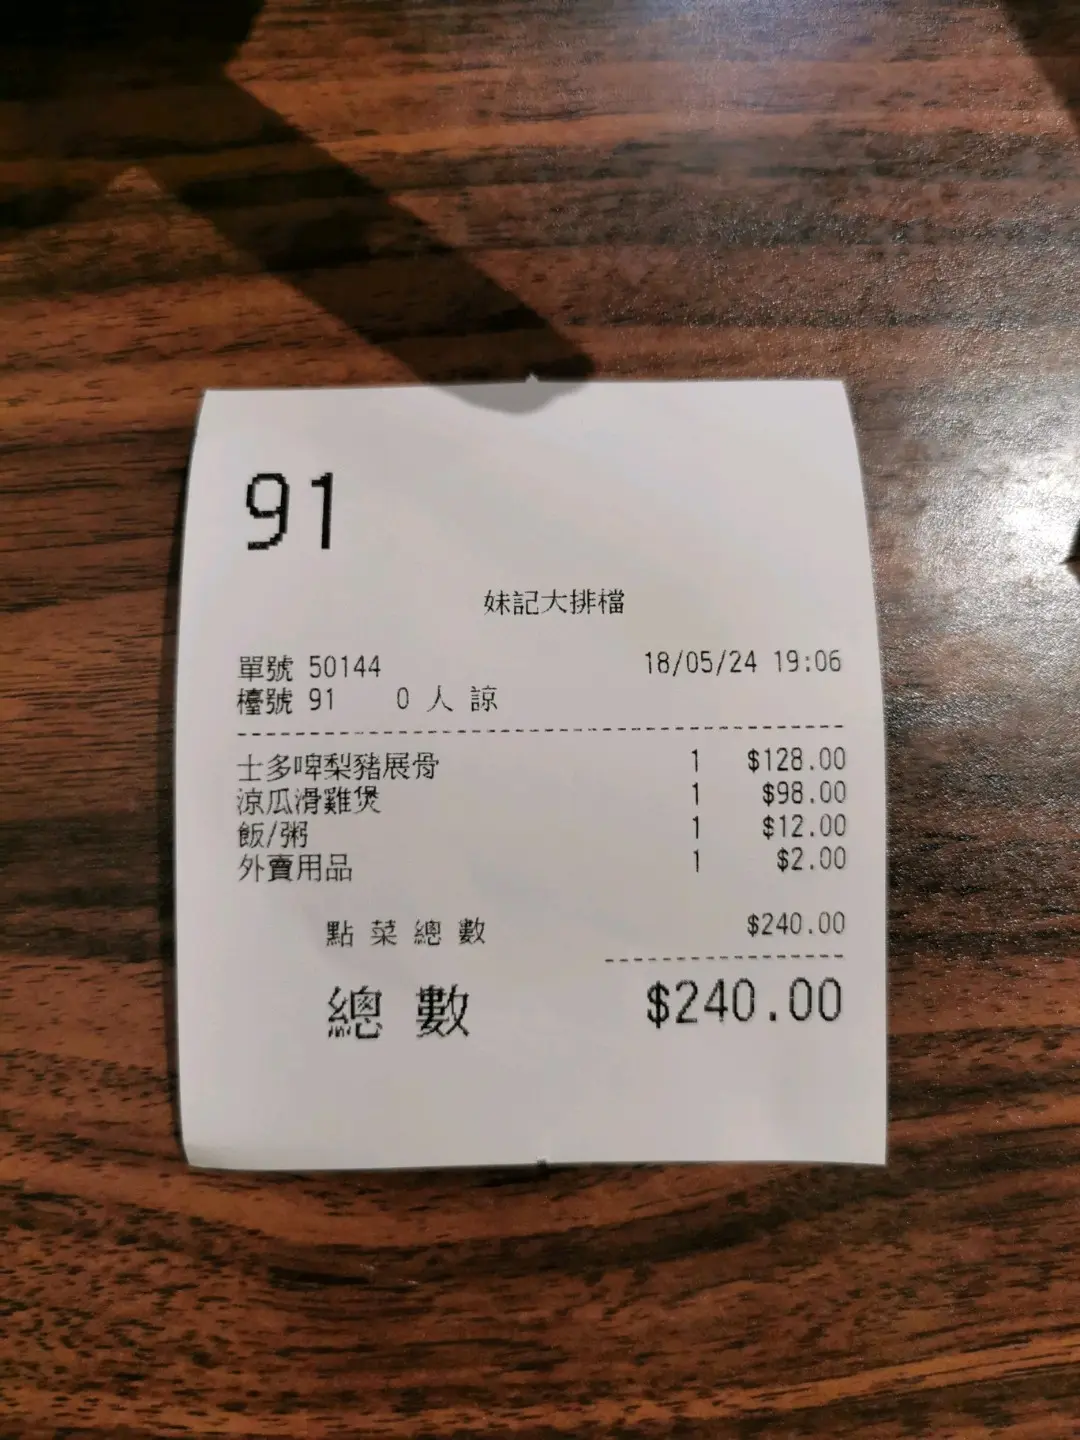 91
妹記大排檔
單號 50144 18/05/24 19:06
檯號 91 0 人 諒
士多啤梨豬展骨 1 $128.00
涼瓜滑雞煲 1 $98.00
飯/粥 1 $12.00
外賣用品 1 $2.00
點菜總數 $240.00
總數 $240.00